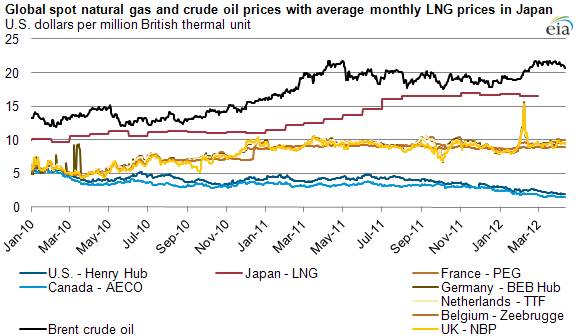 Global spot natural gas and crude oil prices with average monthly LNG prices in Japan
U.S. dollars per million British thermal unit
eia
25
20
15
10
5
0
Jan-10
Mar-10
May-10
Jul-10
Sep-10
Nov-10
Jan-11
Mar-11
May-11
Jul-11
Sep-11
Nov-11
Jan-12
Mar-12
U.S. - Henry Hub
Japan - LNG
France - PEG
Canada - AECO
Germany - BEB Hub
Netherlands - TTF
Belgium - Zeebrugge
Brent crude oil
UK - NBP